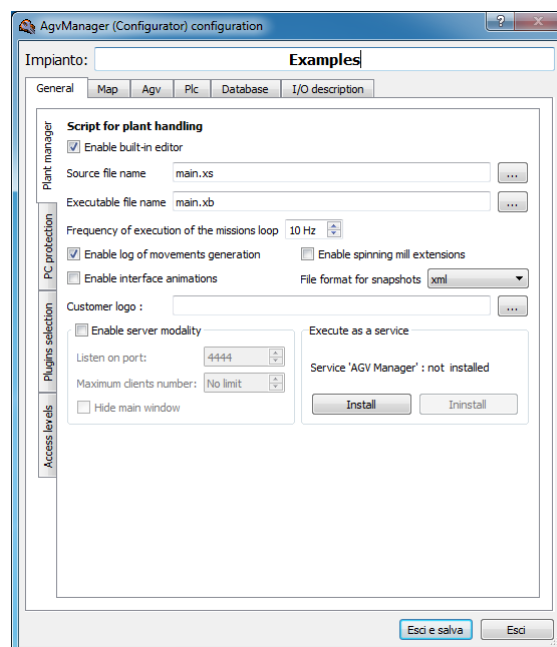 AgvManager (Configurator) configuration
Impianto: Examples
General Map Agv Plc Database I/O description
Plant manager
PC protection
Plugins selection
Access levels
Script for plant handling
Enable built-in editor
Source file name main.xs ...
Executable file name main.xb ...
Frequency of execution of the missions loop 10 Hz
Enable log of movements generation Enable spinning mill extensions
Enable interface animations File format for snapshots xml
Customer logo : ...
Enable server modality Execute as a service
Listen on port: 4444
Service 'AGV Manager' : not installed
Maximum clients number: No limit
Hide main window Install Ininstall
Esci e salva Esci